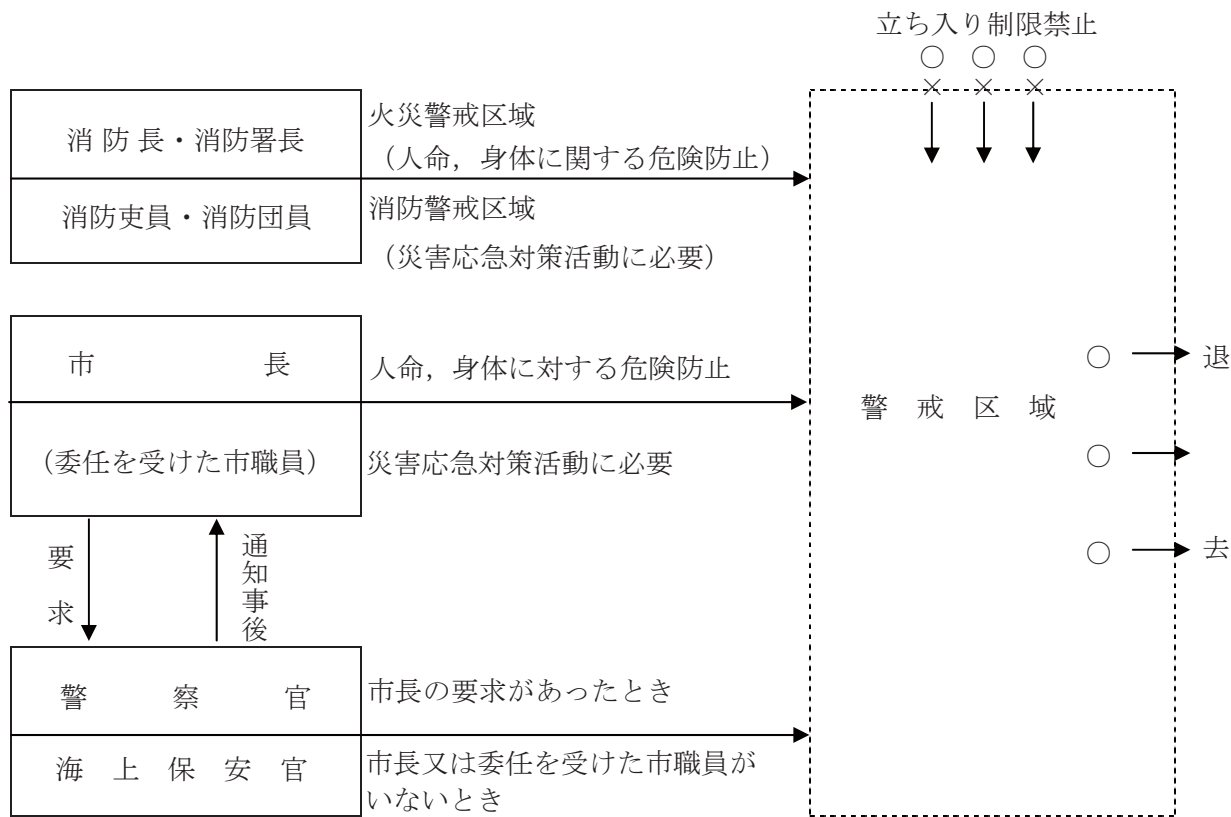 立ち入り制限禁止
○ ○ ○
× × ×
消防長・消防署長
火災警戒区域
（人命，身体に関する危険防止）
消防吏員・消防団員
消防警戒区域
（災害応急対策活動に必要）
市長
人命，身体に対する危険防止
（委任を受けた市職員）
災害応急対策活動に必要
警戒区域
○
退
○
○
去
要求
通知事後
警察官
市長の要求があったとき
海上保安官
市長又は委任を受けた市職員が
いないとき